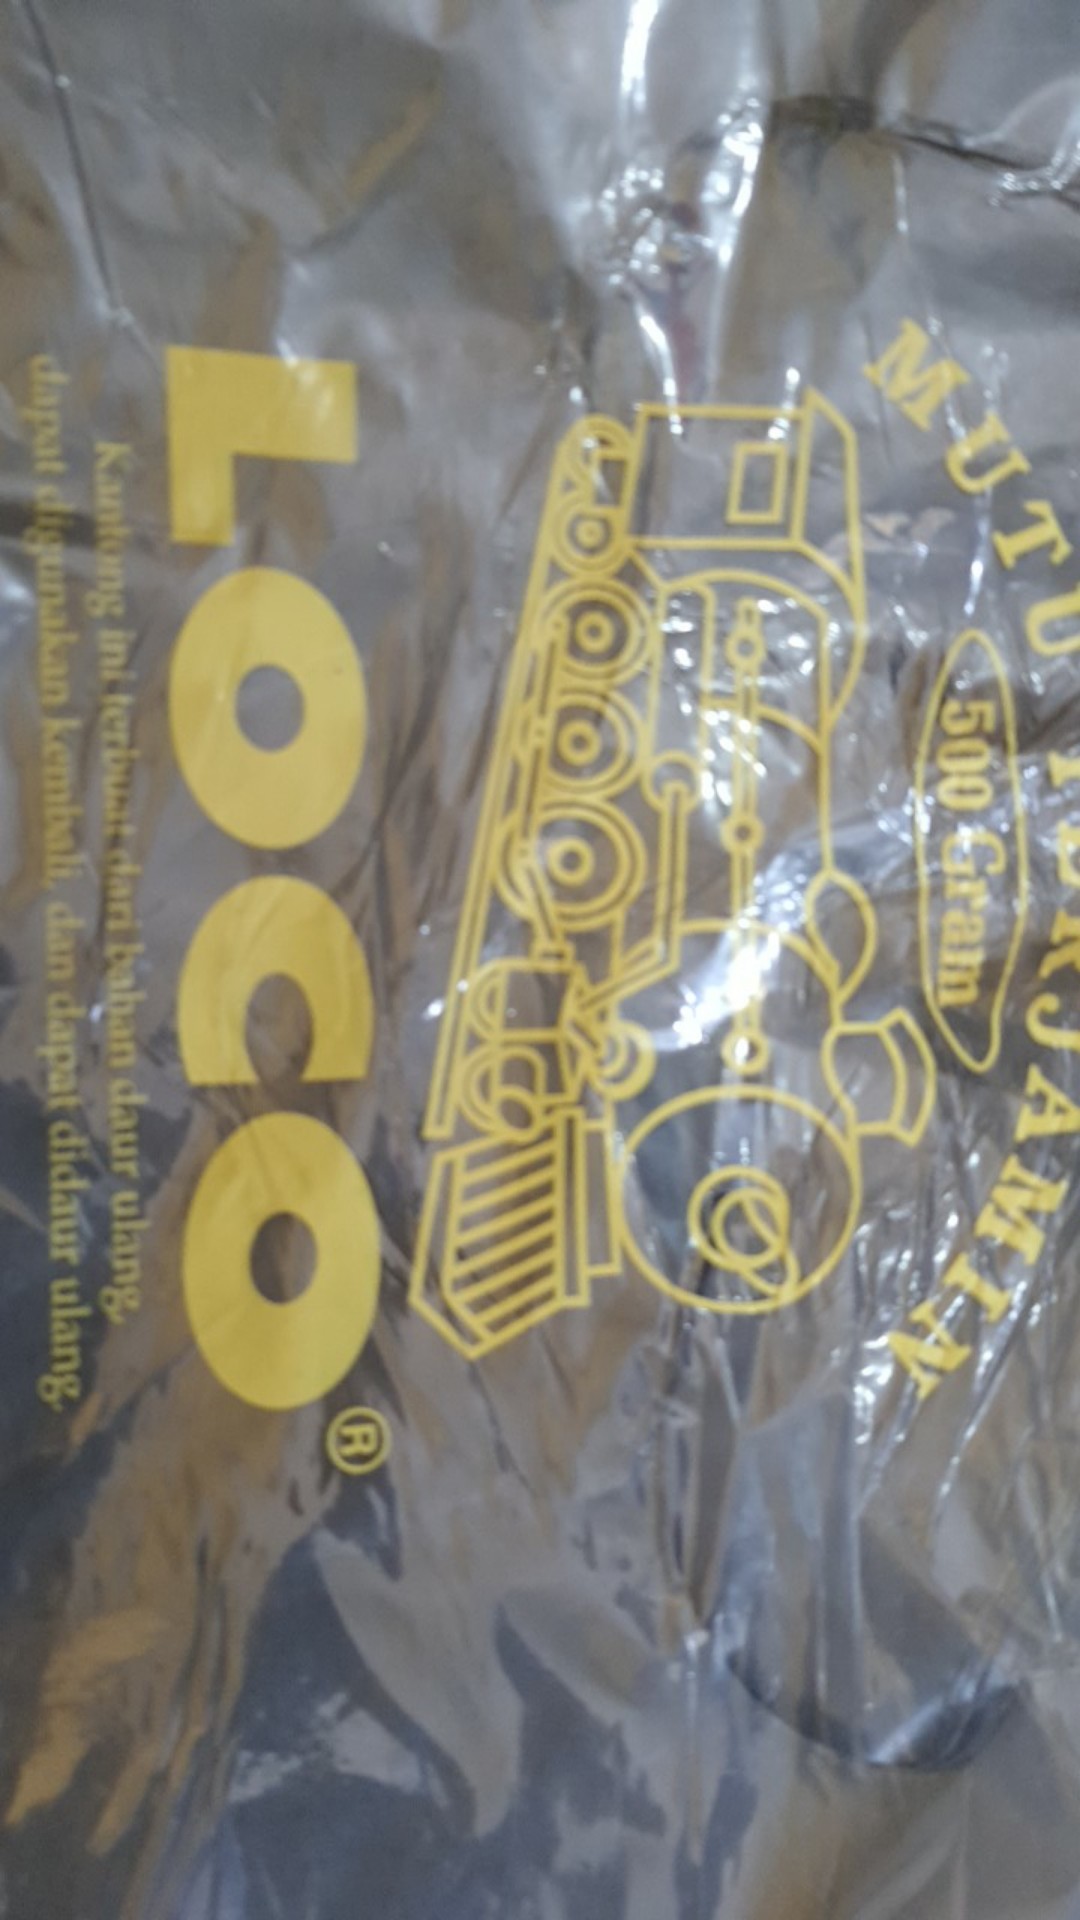 MUTU TERJAMIN
500 Gram
LOCO®
Kantong ini terbuat dari bahan daur ulang,
dapat digunakan kembali, dan dapat didaur ulang.